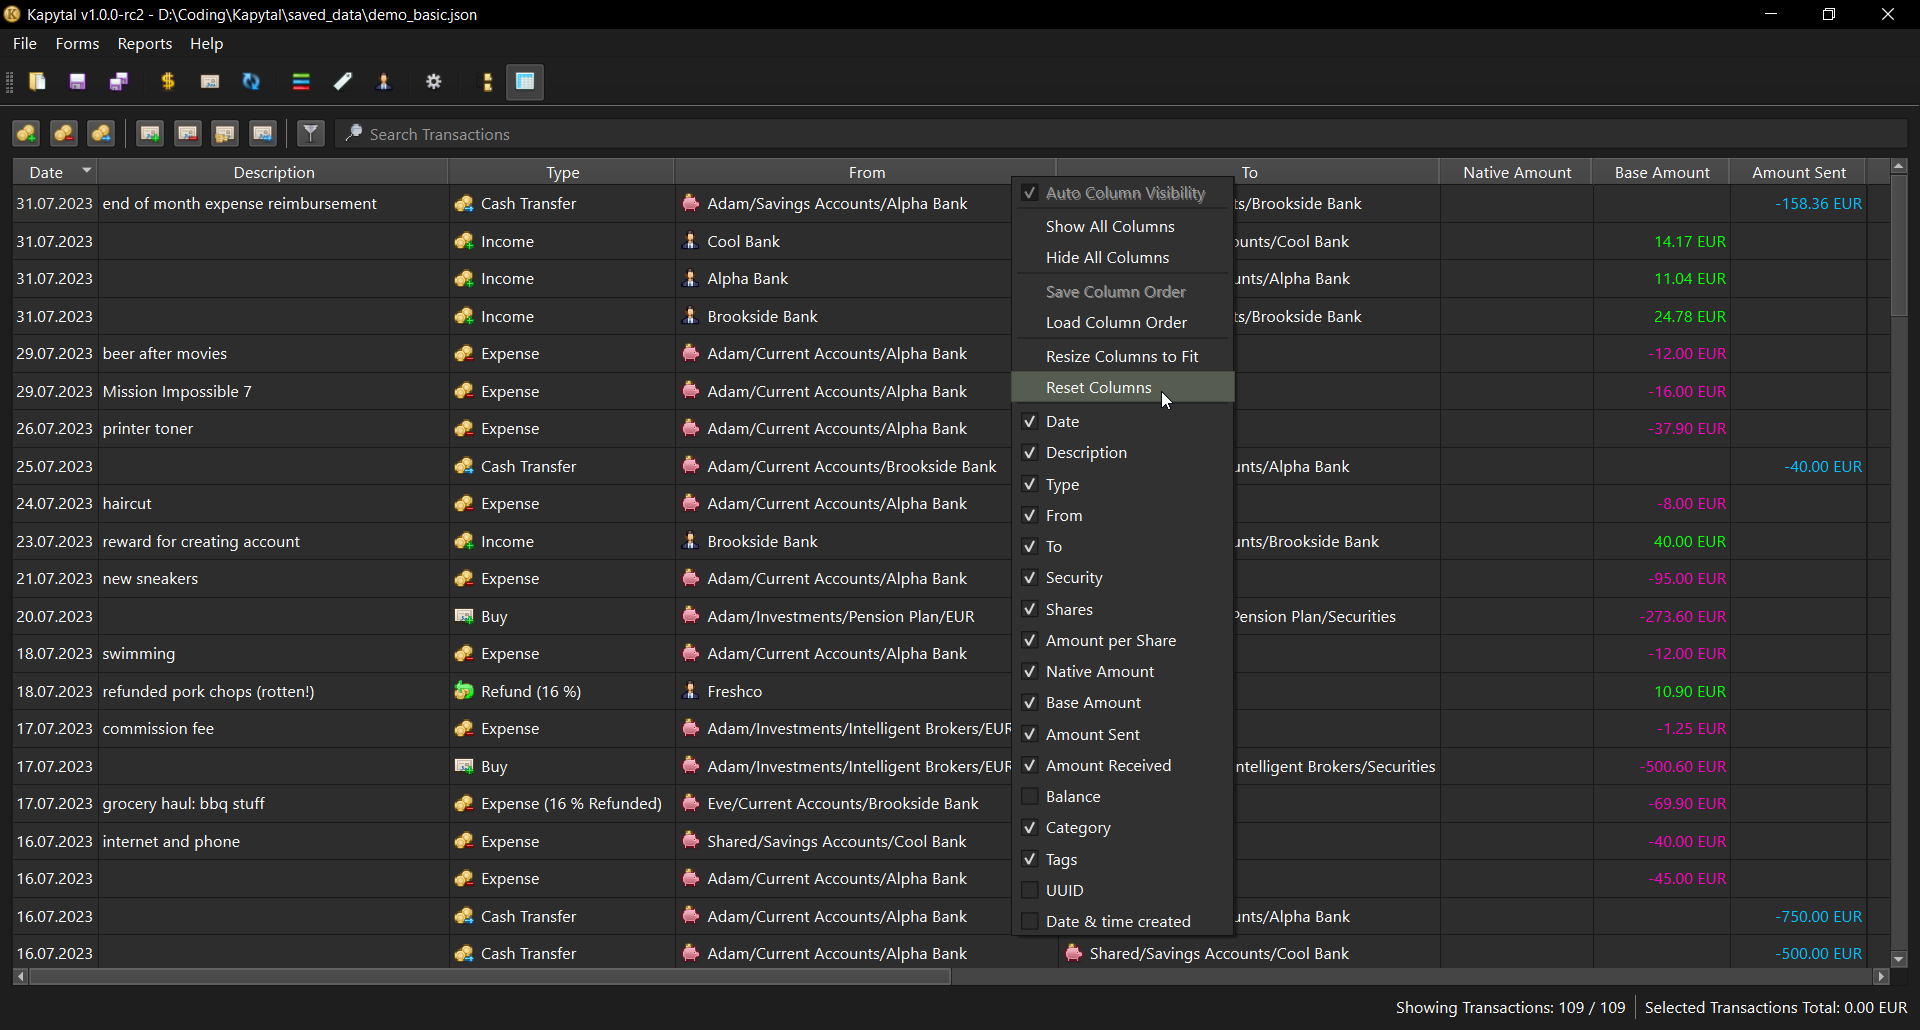 Kapytal v1.0.0-rc2 - D:\Coding\Kapytal\saved_data\demo_basic.json
File Forms Reports Help
Search Transactions
Date Description Type From To Native Amount Base Amount Amount Sent
31.07.2023 end of month expense reimbursement Cash Transfer Adam/Savings Accounts/Alpha Bank ts/Brookside Bank -158.36 EUR
31.07.2023 Income Cool Bank ounts/Cool Bank 14.17 EUR
31.07.2023 Income Alpha Bank unts/Alpha Bank 11.04 EUR
31.07.2023 Income Brookside Bank ts/Brookside Bank 24.78 EUR
29.07.2023 beer after movies Expense Adam/Current Accounts/Alpha Bank -12.00 EUR
29.07.2023 Mission Impossible 7 Expense Adam/Current Accounts/Alpha Bank -16.00 EUR
26.07.2023 printer toner Expense Adam/Current Accounts/Alpha Bank -37.90 EUR
25.07.2023 Cash Transfer Adam/Current Accounts/Brookside Bank unts/Alpha Bank -40.00 EUR
24.07.2023 haircut Expense Adam/Current Accounts/Alpha Bank -8.00 EUR
23.07.2023 reward for creating account Income Brookside Bank unts/Brookside Bank 40.00 EUR
21.07.2023 new sneakers Expense Adam/Current Accounts/Alpha Bank -95.00 EUR
20.07.2023 Buy Adam/Investments/Pension Plan/EUR Pension Plan/Securities -273.60 EUR
18.07.2023 swimming Expense Adam/Current Accounts/Alpha Bank -12.00 EUR
18.07.2023 refunded pork chops (rotten!) Refund (16 %) Freshco 10.90 EUR
17.07.2023 commission fee Expense Adam/Investments/Intelligent Brokers/EUR -1.25 EUR
17.07.2023 Buy Adam/Investments/Intelligent Brokers/EUR ntelligent Brokers/Securities -500.60 EUR
17.07.2023 grocery haul: bbq stuff Expense (16 % Refunded) Eve/Current Accounts/Brookside Bank -69.90 EUR
16.07.2023 internet and phone Expense Shared/Savings Accounts/Cool Bank -40.00 EUR
16.07.2023 Expense Adam/Current Accounts/Alpha Bank -45.00 EUR
16.07.2023 Cash Transfer Adam/Current Accounts/Alpha Bank unts/Alpha Bank -750.00 EUR
16.07.2023 Cash Transfer Adam/Current Accounts/Alpha Bank Shared/Savings Accounts/Cool Bank -500.00 EUR
Auto Column Visibility
Show All Columns
Hide All Columns
Save Column Order
Load Column Order
Resize Columns to Fit
Reset Columns
Date
Description
Type
From
To
Security
Shares
Amount per Share
Native Amount
Base Amount
Amount Sent
Amount Received
Balance
Category
Tags
UUID
Date & time created
Showing Transactions: 109 / 109 Selected Transactions Total: 0.00 EUR